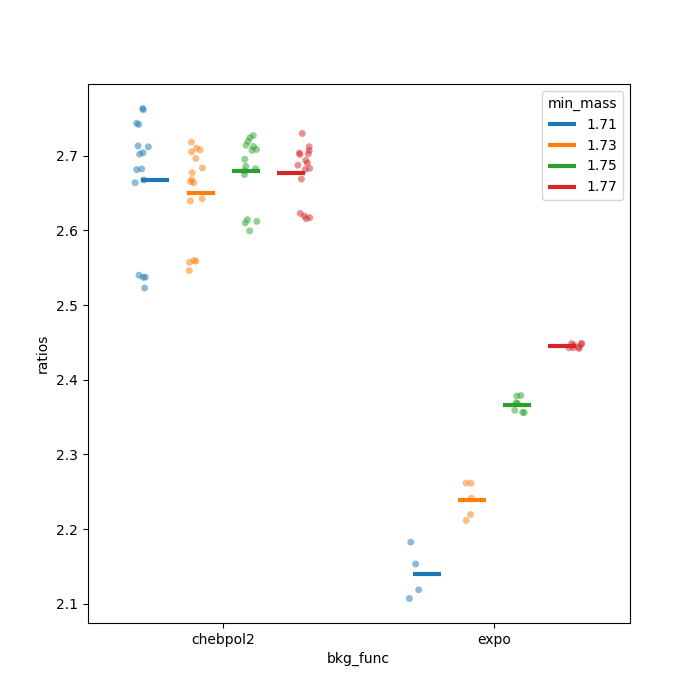 min_mass
1.71
1.73
1.75
1.77
2.7
2.6
2.5
2.4
2.3
2.2
2.1
ratios
chebpol2
expo
bkg_func